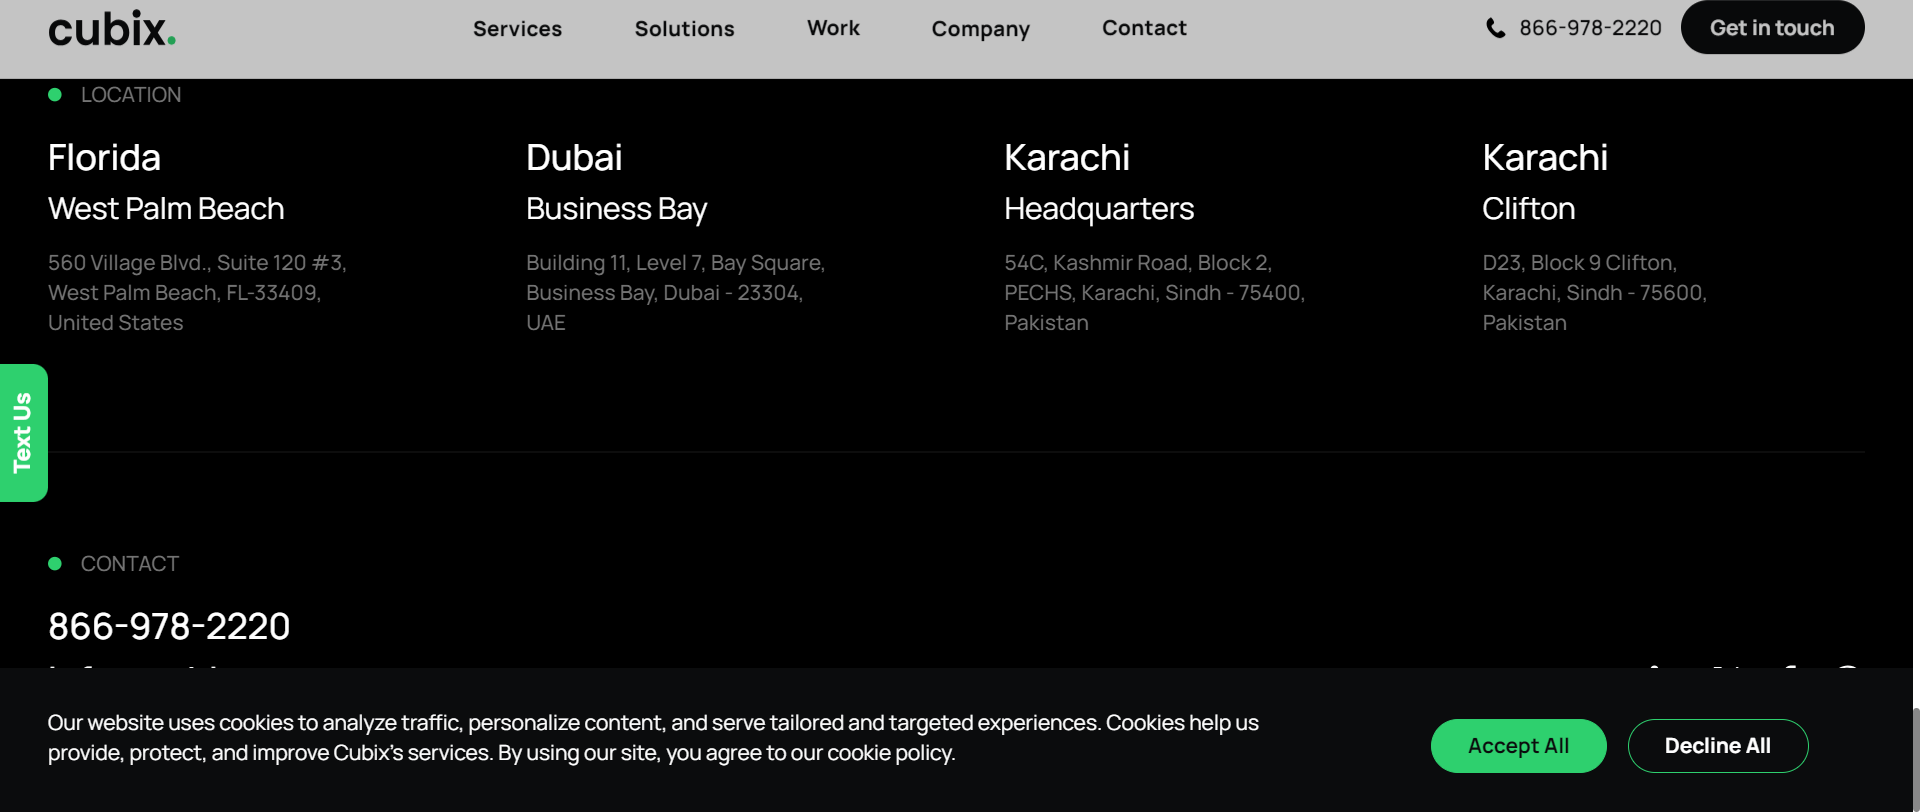 cubix.
Services Solutions Work Company Contact 866-978-2220 Get in touch
LOCATION
Florida
West Palm Beach
560 Village Blvd., Suite 120 #3,
West Palm Beach, FL-33409,
United States
Dubai
Business Bay
Building 11, Level 7, Bay Square,
Business Bay, Dubai - 23304,
UAE
Karachi
Headquarters
54C, Kashmir Road, Block 2,
PECHS, Karachi, Sindh - 75400,
Pakistan
Karachi
Clifton
D23, Block 9 Clifton,
Karachi, Sindh - 75600,
Pakistan
Text Us
CONTACT
866-978-2220
Our website uses cookies to analyze traffic, personalize content, and serve tailored and targeted experiences. Cookies help us
provide, protect, and improve Cubix's services. By using our site, you agree to our cookie policy.
Accept All
Decline All